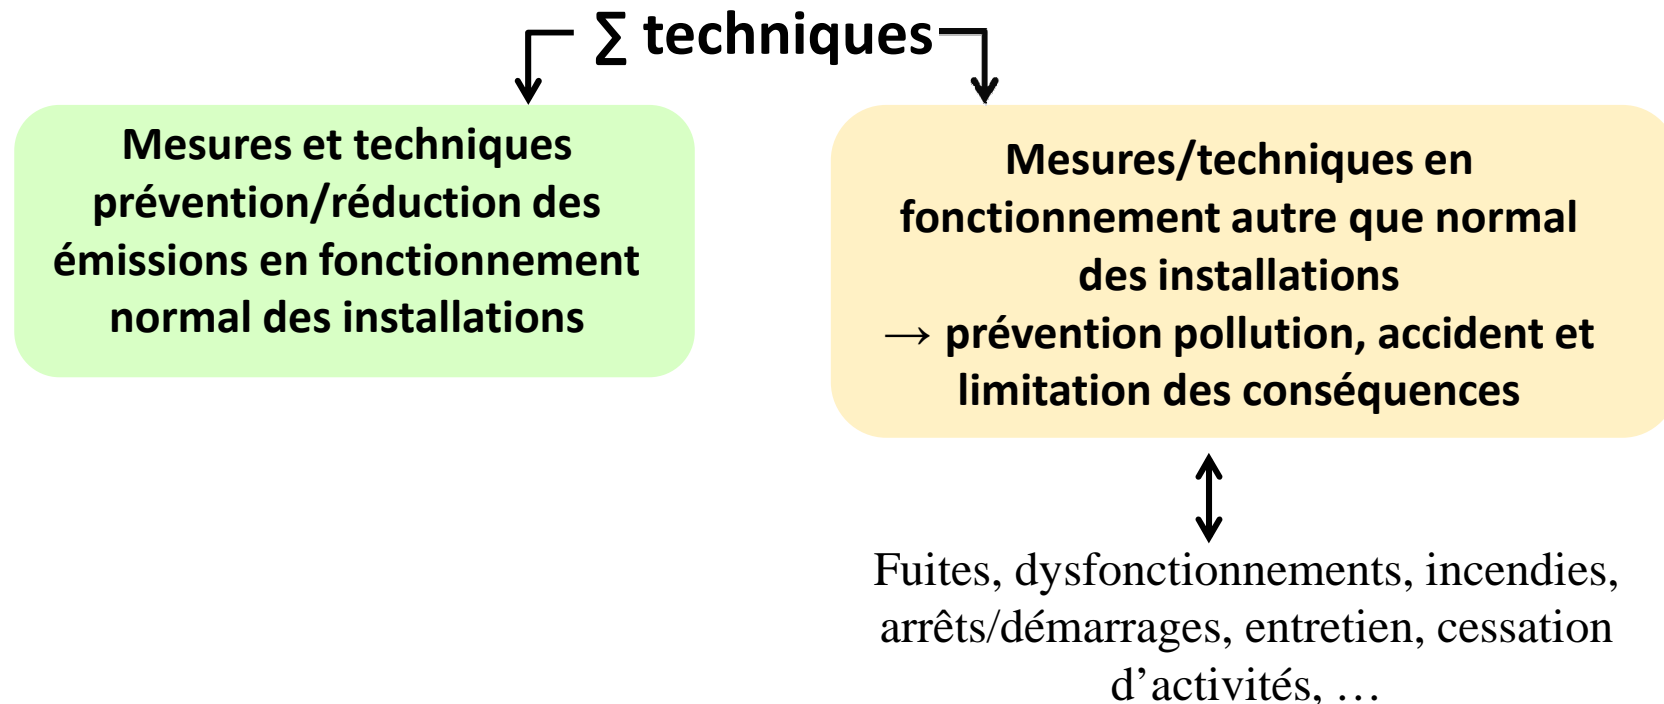 ∑ techniques
Mesures et techniques
prévention/réduction des
émissions en fonctionnement
normal des installations
Mesures/techniques en
fonctionnement autre que normal
des installations
→ prévention pollution, accident et
limitation des conséquences
Fuites, dysfonctionnements, incendies,
arrêts/démarrages, entretien, cessation
d’activités, …